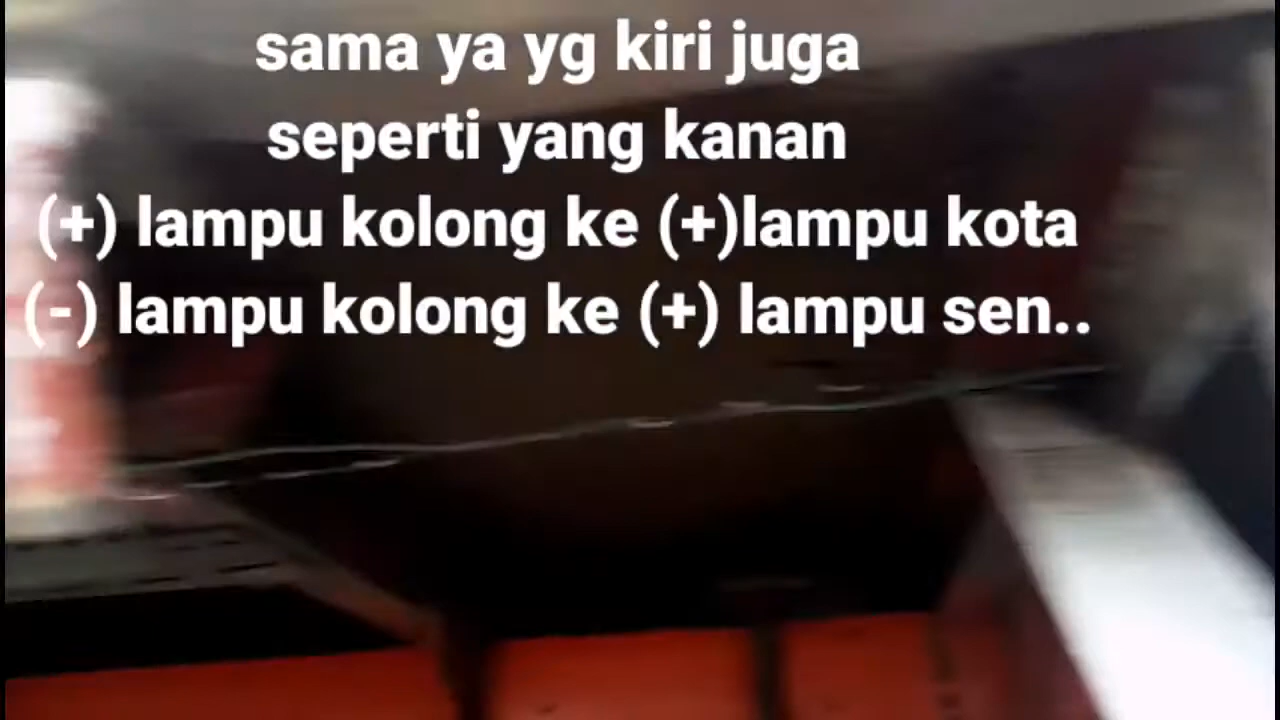 sama ya yg kiri juga
seperti yang kanan
(+) lampu kolong ke (+)lampu kota
(-) lampu kolong ke (+) lampu sen..